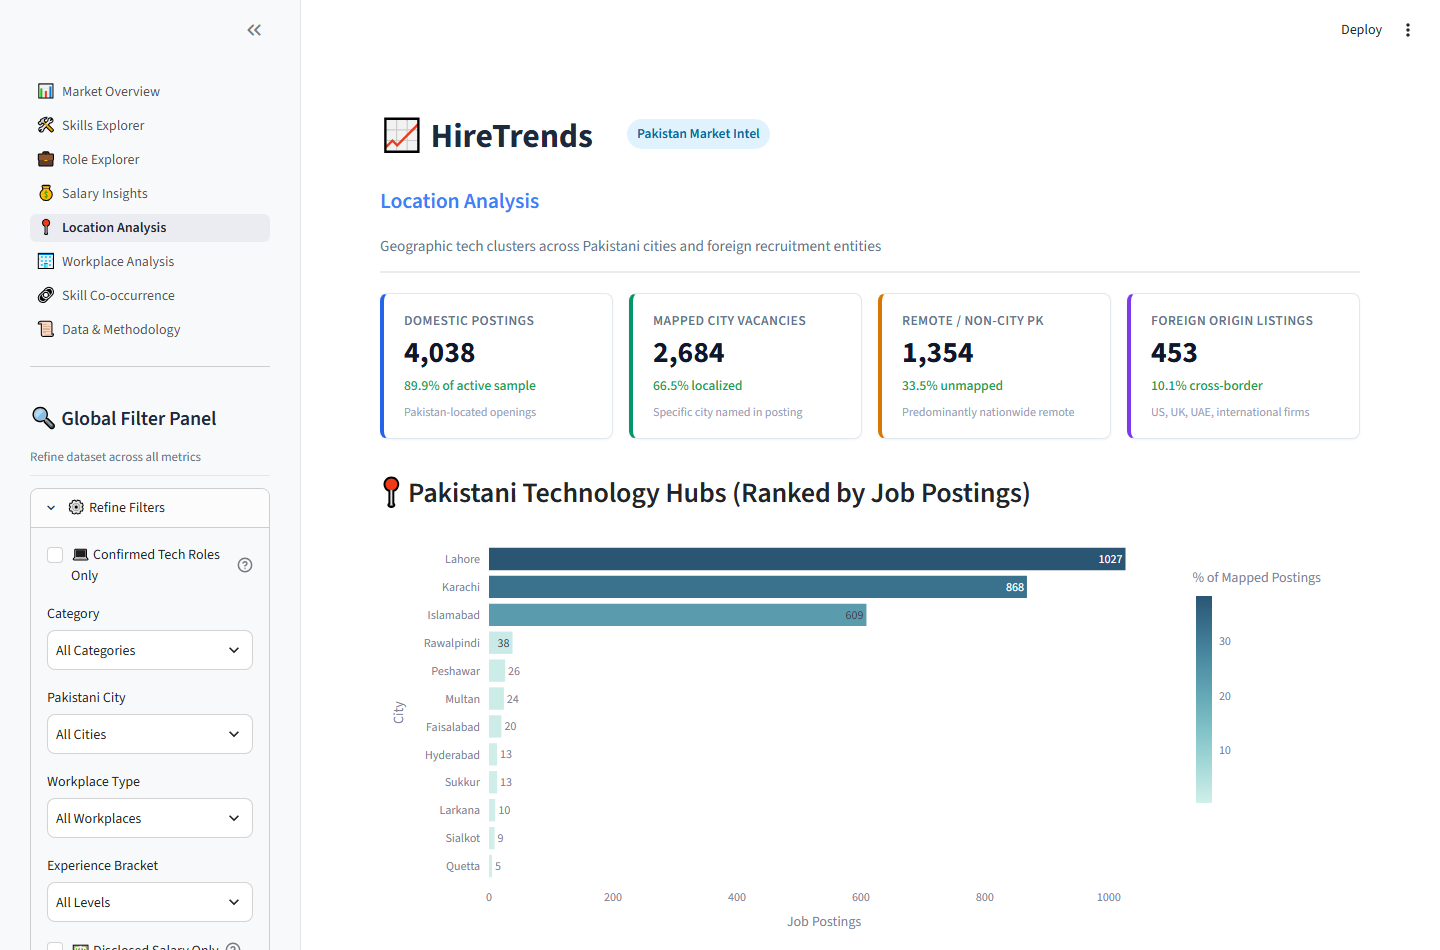 Deploy
Market Overview
Skills Explorer
Role Explorer
Salary Insights
Location Analysis
Workplace Analysis
Skill Co-occurrence
Data & Methodology
Global Filter Panel
Refine dataset across all metrics
Refine Filters
Confirmed Tech Roles
Only
Category
All Categories
Pakistani City
All Cities
Workplace Type
All Workplaces
Experience Bracket
All Levels
Disclosed Salary Only
HireTrends
Pakistan Market Intel
Location Analysis
Geographic tech clusters across Pakistani cities and foreign recruitment entities
DOMESTIC POSTINGS
4,038
89.9% of active sample
Pakistan-located openings
MAPPED CITY VACANCIES
2,684
66.5% localized
Specific city named in posting
REMOTE / NON-CITY PK
1,354
33.5% unmapped
Predominantly nationwide remote
FOREIGN ORIGIN LISTINGS
453
10.1% cross-border
US, UK, UAE, international firms
Pakistani Technology Hubs (Ranked by Job Postings)
City
Lahore 1027
Karachi 868
Islamabad 609
Rawalpindi 38
Peshawar 26
Multan 24
Faisalabad 20
Hyderabad 13
Sukkur 13
Larkana 10
Sialkot 9
Quetta 5
0 200 400 600 800 1000
Job Postings
% of Mapped Postings
30
20
10